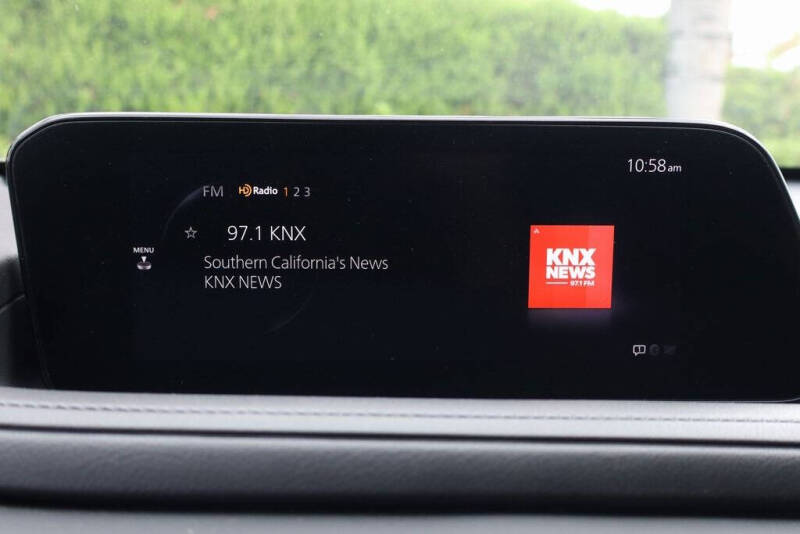 10:58am
FM HD Radio 1 2 3
97.1 KNX
MENU
Southern California's News
KNX NEWS
KNX
NEWS
97.1 FM